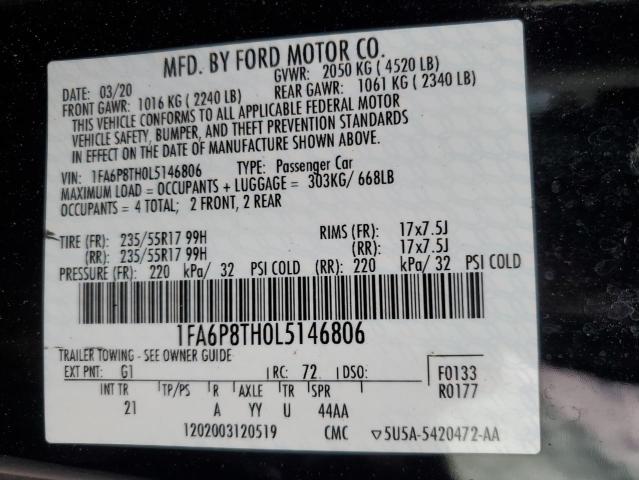 MFD. BY FORD MOTOR CO.
DATE: 03/20 GVWR: 2050 KG ( 4520 LB)
FRONT GAWR: 1016 KG ( 2240 LB) REAR GAWR: 1061 KG ( 2340 LB)
THIS VEHICLE CONFORMS TO ALL APPLICABLE FEDERAL MOTOR
VEHICLE SAFETY, BUMPER, AND THEFT PREVENTION STANDARDS
IN EFFECT ON THE DATE OF MANUFACTURE SHOWN ABOVE.
VIN: 1FA6P8TH0L5146806 TYPE: Passenger Car
MAXIMUM LOAD = OCCUPANTS + LUGGAGE = 303KG/ 668LB
OCCUPANTS = 4 TOTAL; 2 FRONT, 2 REAR
TIRE (FR): 235/55R17 99H RIMS (FR): 17x7.5J
(RR): 235/55R17 99H (RR): 17x7.5J
PRESSURE (FR): 220 kPa/ 32 PSI COLD (RR): 220 kPa/ 32 PSI COLD
1FA6P8TH0L5146806
TRAILER TOWING - SEE OWNER GUIDE
EXT PNT: G1 RC: 72 DSO: F0133
INT TR TP/PS R AXLE TR SPR R0177
21 A YY U 44AA
1202003120519 CMC ▽5U5A-5420472-AA